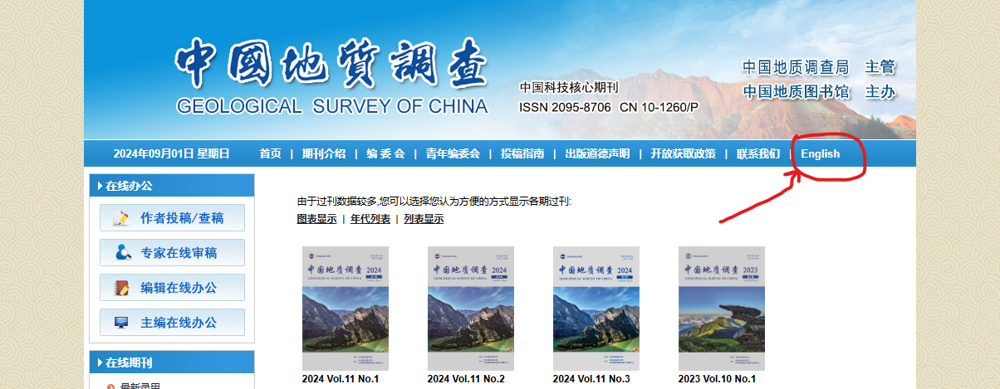 中國地質調查
GEOLOGICAL SURVEY OF CHINA
中国科技核心期刊
ISSN 2095-8706 CN 10-1260/P
中国地质调查局 主管
中国地质图书馆 主办
2024年09月01日 星期日 首页 | 期刊介绍 | 编 委 会 | 青年编委会 | 投稿指南 | 出版道德声明 | 开放获取政策 | 联系我们 | English
在线办公
作者投稿/查稿
专家在线审稿
编辑在线办公
主编在线办公
在线期刊
最新录用
由于过刊数据较多,您可以选择您认为方便的方式显示各期过刊:
图表显示 | 年代列表 | 列表显示
中国地质调查 2024
GEOLOGICAL SURVEY OF CHINA
中国地质调查 2024
GEOLOGICAL SURVEY OF CHINA
中国地质调查 2024
GEOLOGICAL SURVEY OF CHINA
中国地质调查 2023
GEOLOGICAL SURVEY OF CHINA
2024 Vol.11 No.1
2024 Vol.11 No.2
2024 Vol.11 No.3
2023 Vol.10 No.1